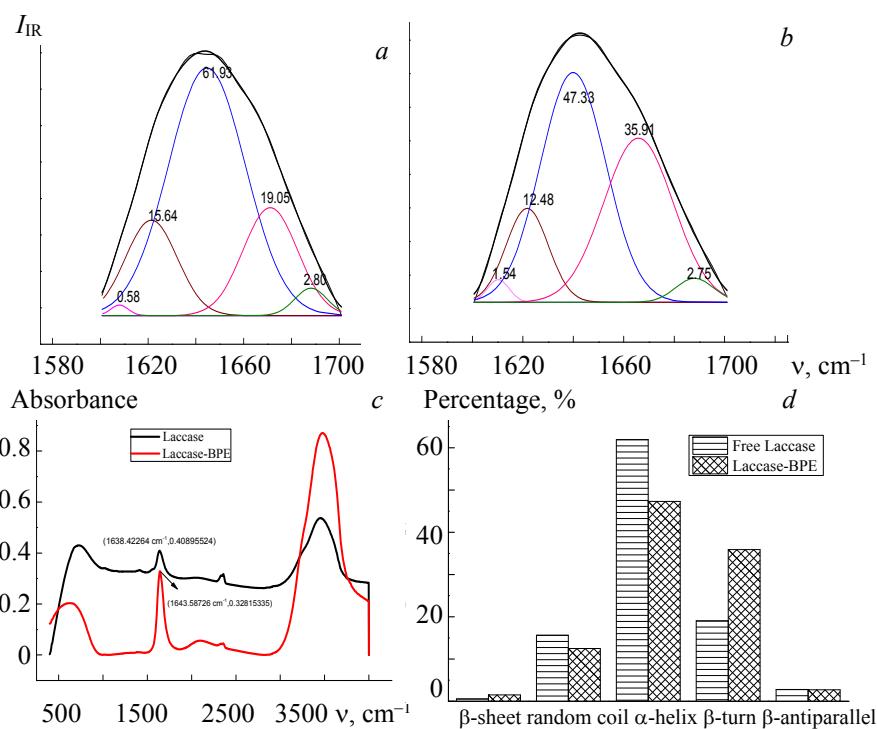 I_IR
a
61.93
15.64
19.05
0.58
2.80
1580 1620 1660 1700
b
47.33
35.91
12.48
1.54
2.75
1580 1620 1660 1700 ν, cm⁻¹
Absorbance c
Laccase
Laccase-BPE
0.8
0.6
0.4
0.2
0
(1638.42264 cm⁻¹,0.40895524)
(1643.58726 cm⁻¹,0.32815335)
500 1500 2500 3500 ν, cm⁻¹
Percentage, % d
Free Laccase
Laccase-BPE
60
40
20
0
β-sheet random coil α-helix β-turn β-antiparallel